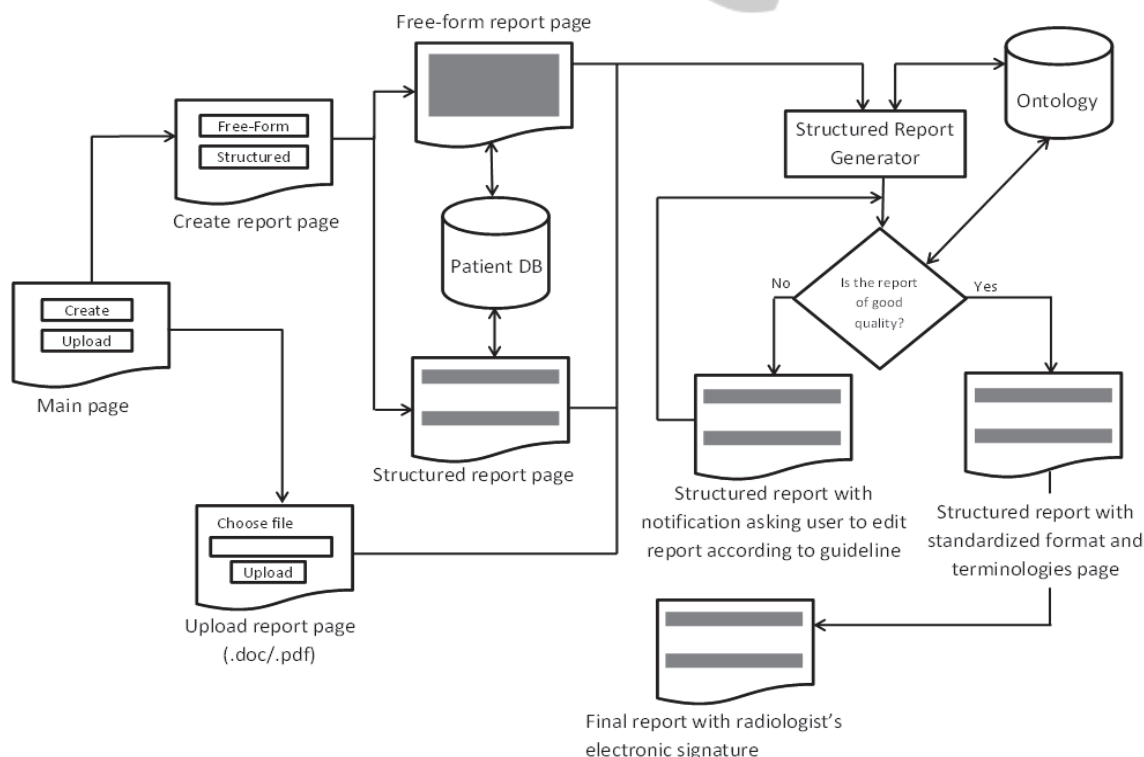 Free-form report page
Free-Form
Structured
Create report page
Ontology
Structured Report
Generator
Patient DB
Create
Upload
Main page
No
Is the report
of good
quality?
Yes
Structured report page
Choose file
Upload
Upload report page
(.doc/.pdf)
Structured report with
notification asking user to edit
report according to guideline
Structured report with
standardized format and
terminologies page
Final report with radiologist’s
electronic signature